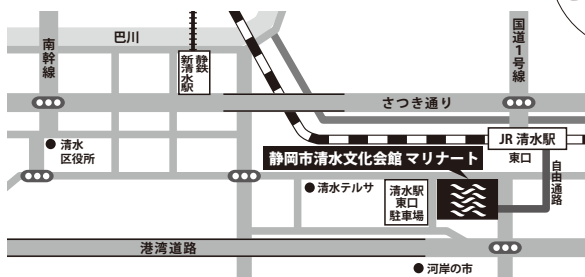 巴川
南幹線
静鉄
新清水駅
国道1号線
さつき通り
JR 清水駅
東口
清水
区役所
静岡市清水文化会館 マリナート
自由通路
清水テルサ
清水駅
東口
駐車場
港湾道路
河岸の市